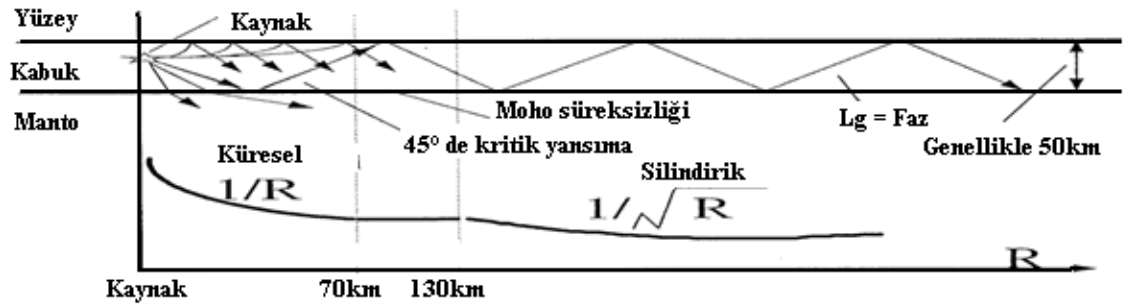 Yüzey
Kaynak
Kabuk
Manto
Moho süreksizliği
45° de kritik yansıma
Lg = Faz
Genellikle 50km
Küresel
1/R
Silindirik
1/√R
R
Kaynak
70km
130km